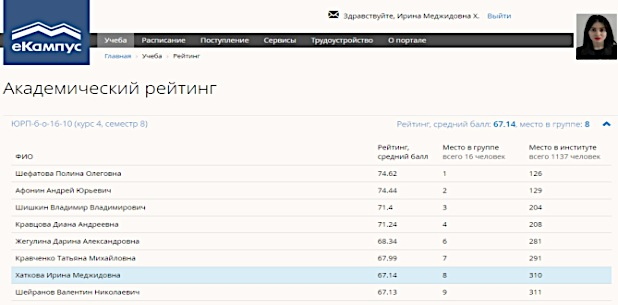 Здравствуйте, Ирина Меджидовна Х. Выйти
еКампус
Учеба Расписание Поступление Сервисы Трудоустройство О портале
Главная › Учеба › Рейтинг
Академический рейтинг
ЮРП-б-о-16-10 (курс 4, семестр 8) Рейтинг, средний балл: 67.14, место в группе: 8
ФИО Рейтинг, средний балл Место в группе всего 16 человек Место в институте всего 1137 человек
Шефатова Полина Олеговна 74.62 1 126
Афонин Андрей Юрьевич 74.44 2 129
Шишкин Владимир Владимирович 71.4 3 204
Кравцова Диана Андреевна 71.24 4 208
Жегулина Дарина Александровна 68.34 6 281
Кравченко Татьяна Михайловна 67.99 7 291
Хаткова Ирина Меджидовна 67.14 8 310
Шейранов Валентин Николаевич 67.13 9 311